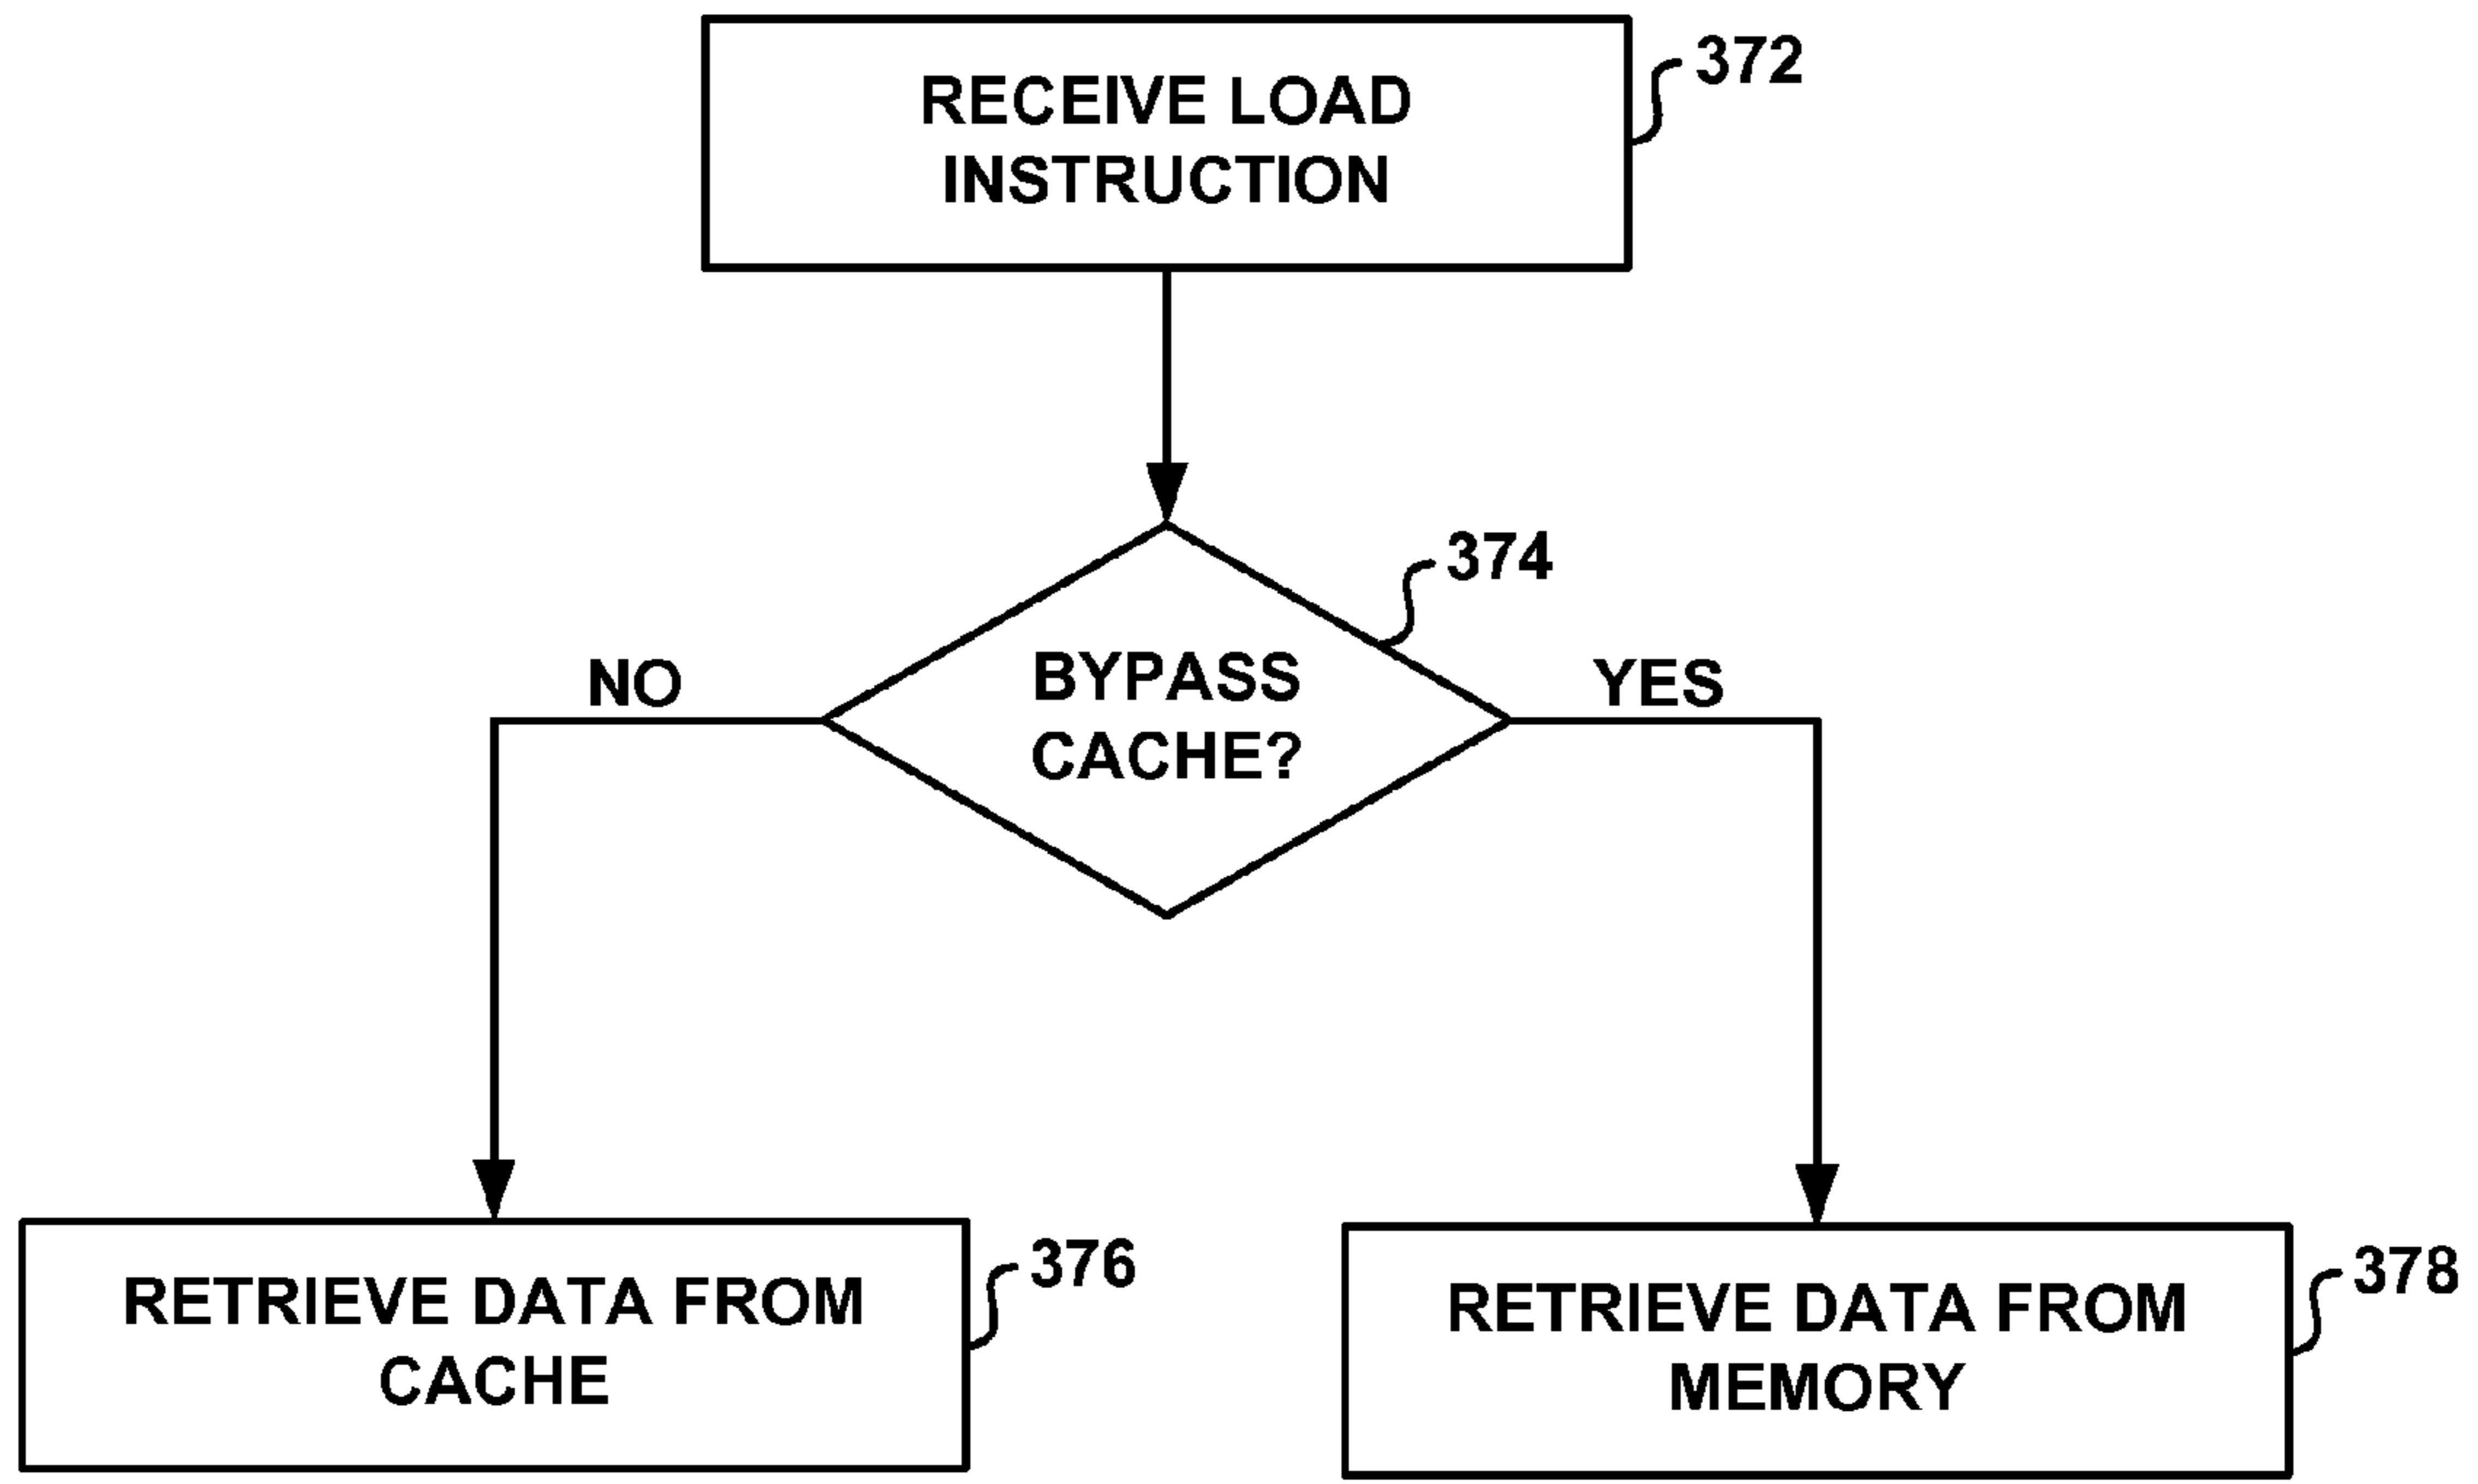 RECEIVE LOAD
INSTRUCTION
372
374
BYPASS
CACHE?
NO
YES
RETRIEVE DATA FROM
CACHE
376
RETRIEVE DATA FROM
MEMORY
378